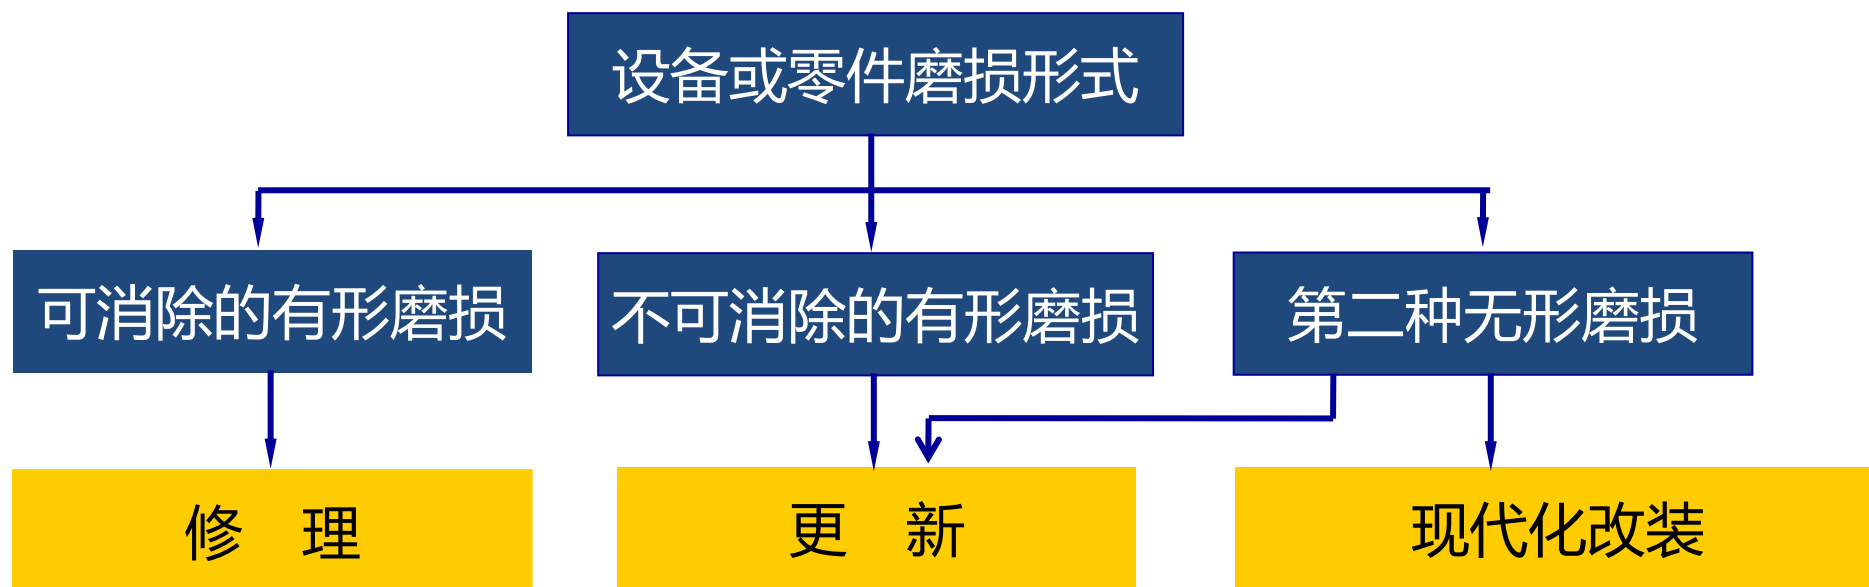 设备或零件磨损形式
可消除的有形磨损
不可消除的有形磨损
第二种无形磨损
修 理
更 新
现代化改装